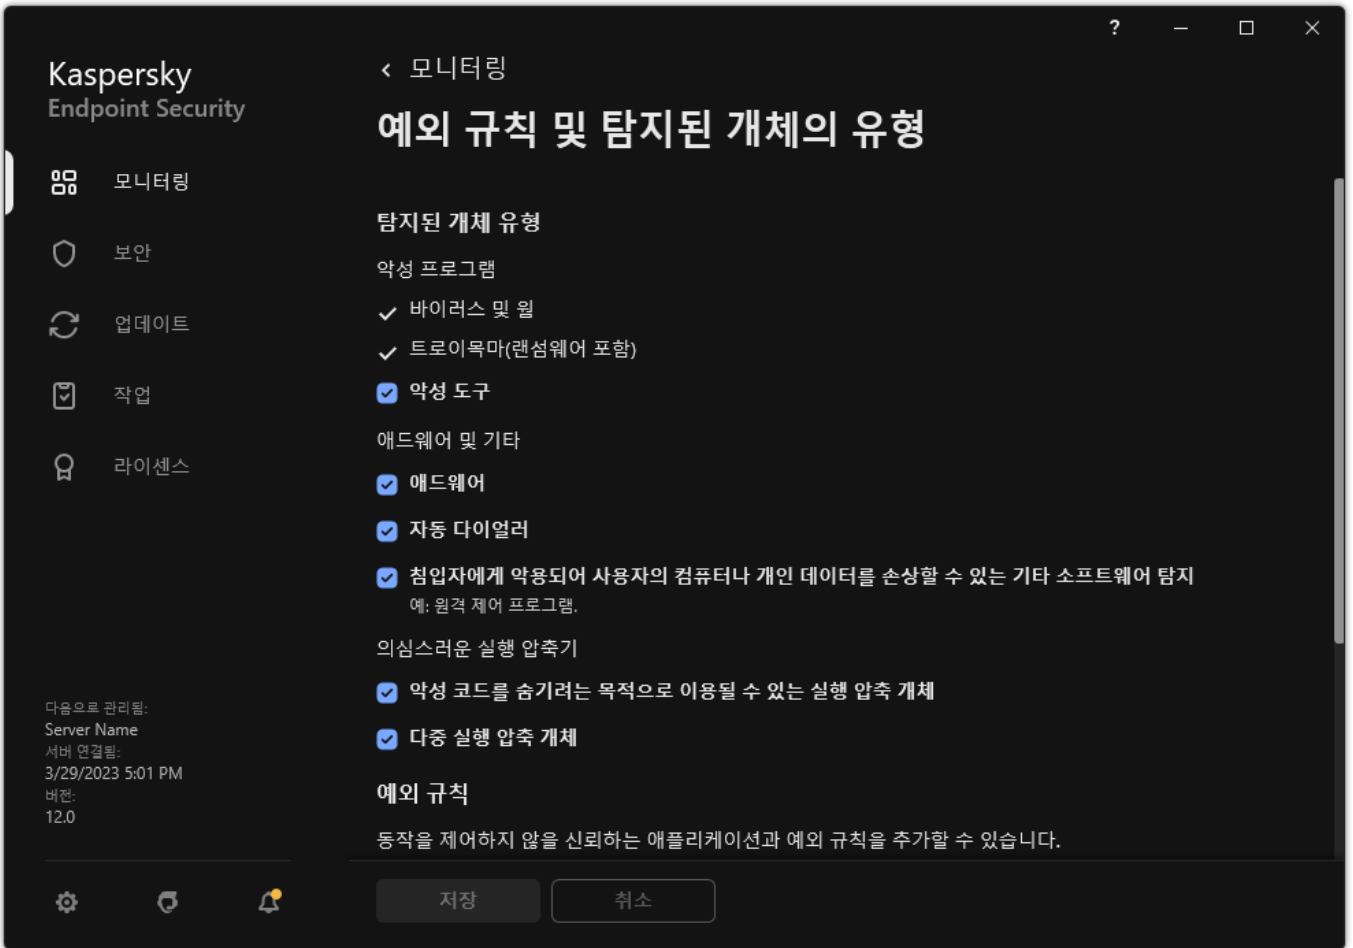 ?
Kaspersky
Endpoint Security
모니터링
보안
업데이트
작업
라이센스
다음으로 관리됨:
Server Name
서버 연결됨:
3/29/2023 5:01 PM
버전:
12.0
모니터링
예외 규칙 및 탐지된 개체의 유형
탐지된 개체 유형
악성 프로그램
바이러스 및 웜
트로이목마(랜섬웨어 포함)
악성 도구
애드웨어 및 기타
애드웨어
자동 다이얼러
침입자에게 악용되어 사용자의 컴퓨터나 개인 데이터를 손상할 수 있는 기타 소프트웨어 탐지
예: 원격 제어 프로그램.
의심스러운 실행 압축기
악성 코드를 숨기려는 목적으로 이용될 수 있는 실행 압축 개체
다중 실행 압축 개체
예외 규칙
동작을 제어하지 않을 신뢰하는 애플리케이션과 예외 규칙을 추가할 수 있습니다.
저장
취소